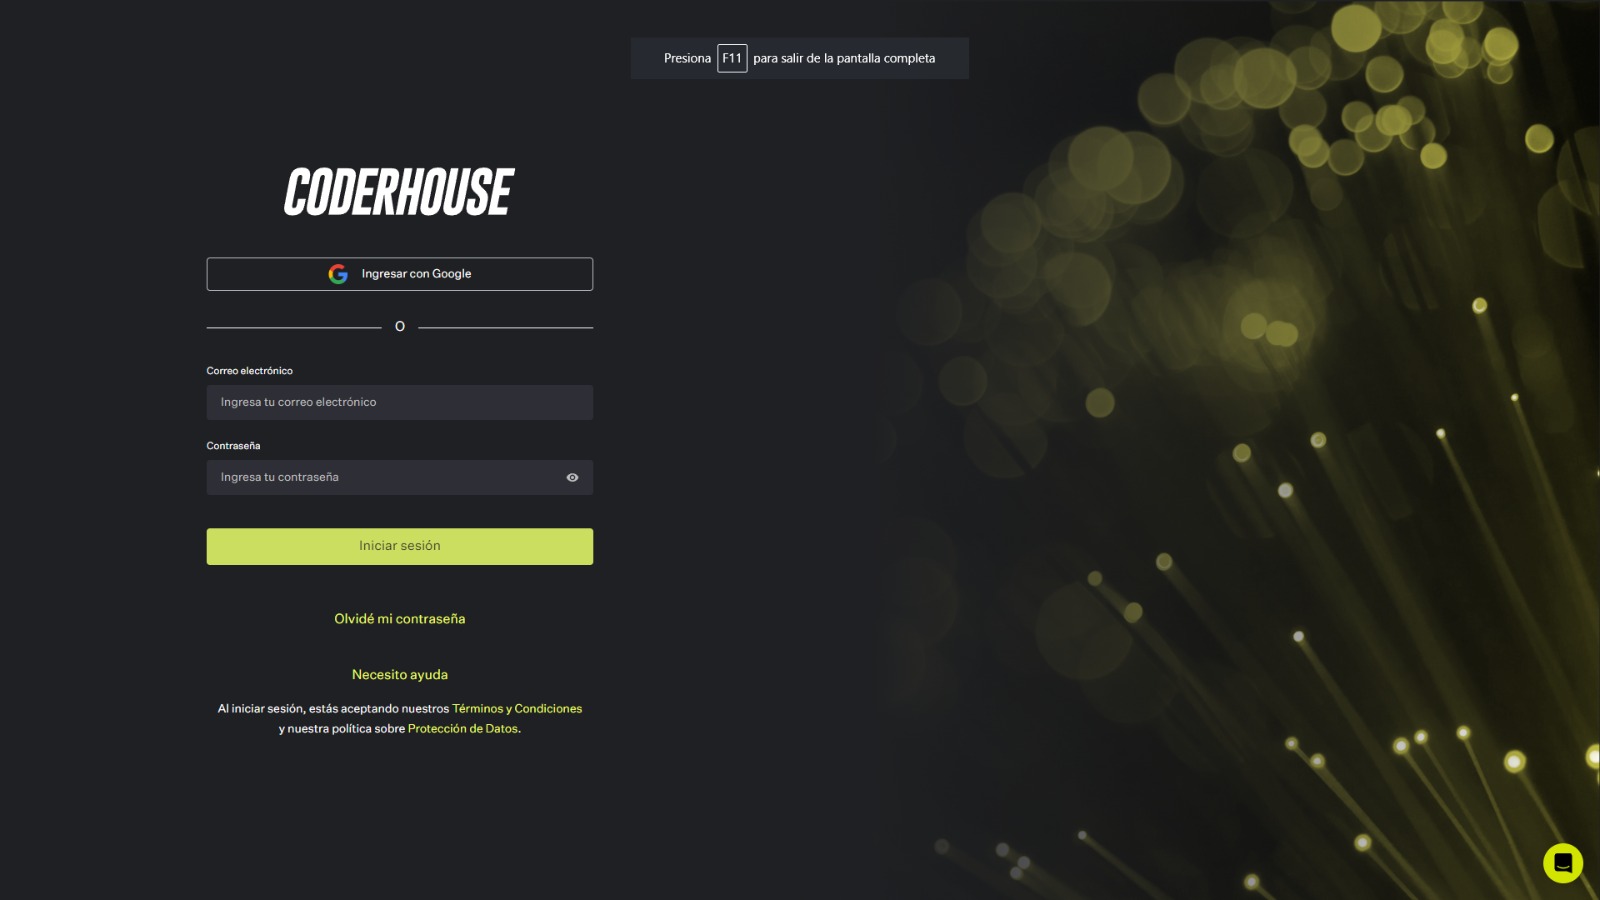 Presiona F11 para salir de la pantalla completa
CODERHOUSE
Ingresar con Google
O
Correo electrónico
Ingresa tu correo electrónico
Contraseña
Ingresa tu contraseña
Iniciar sesión
Olvidé mi contraseña
Necesito ayuda
Al iniciar sesión, estás aceptando nuestros Términos y Condiciones
y nuestra política sobre Protección de Datos.